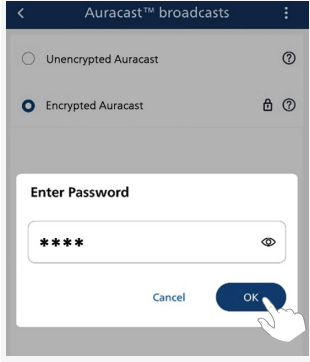 Auracast™ broadcasts
Unencrypted Auracast
Encrypted Auracast
Enter Password
****
Cancel OK